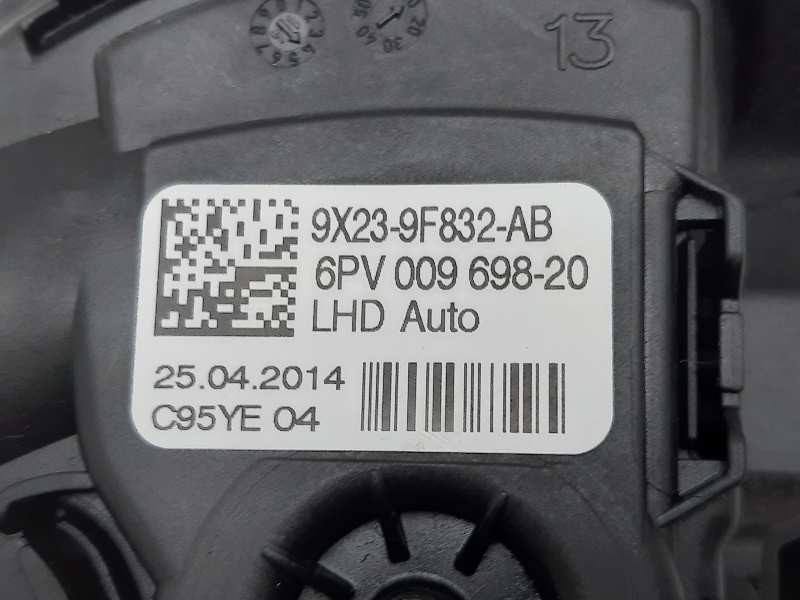 13
9X23-9F832-AB
6PV 009 698-20
LHD Auto
25.04.2014
C95YE 04